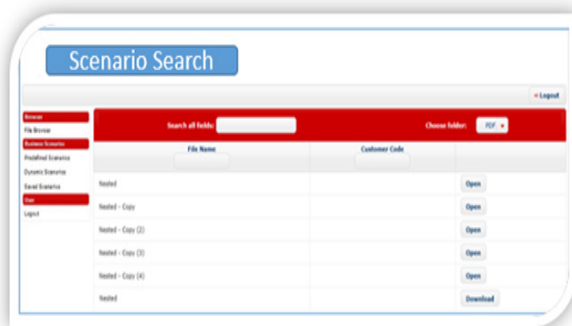 Scenario Search
Logout
Browser
File Browser
Business Scenarios
Predefined Scenarios
Dynamic Scenarios
Saved Scenarios
User
Logout
Search all fields:
Choose folder: PDF
File Name Customer Code
Nested Open
Nested - Copy Open
Nested - Copy (2) Open
Nested - Copy (3) Open
Nested - Copy (4) Open
Nested Download